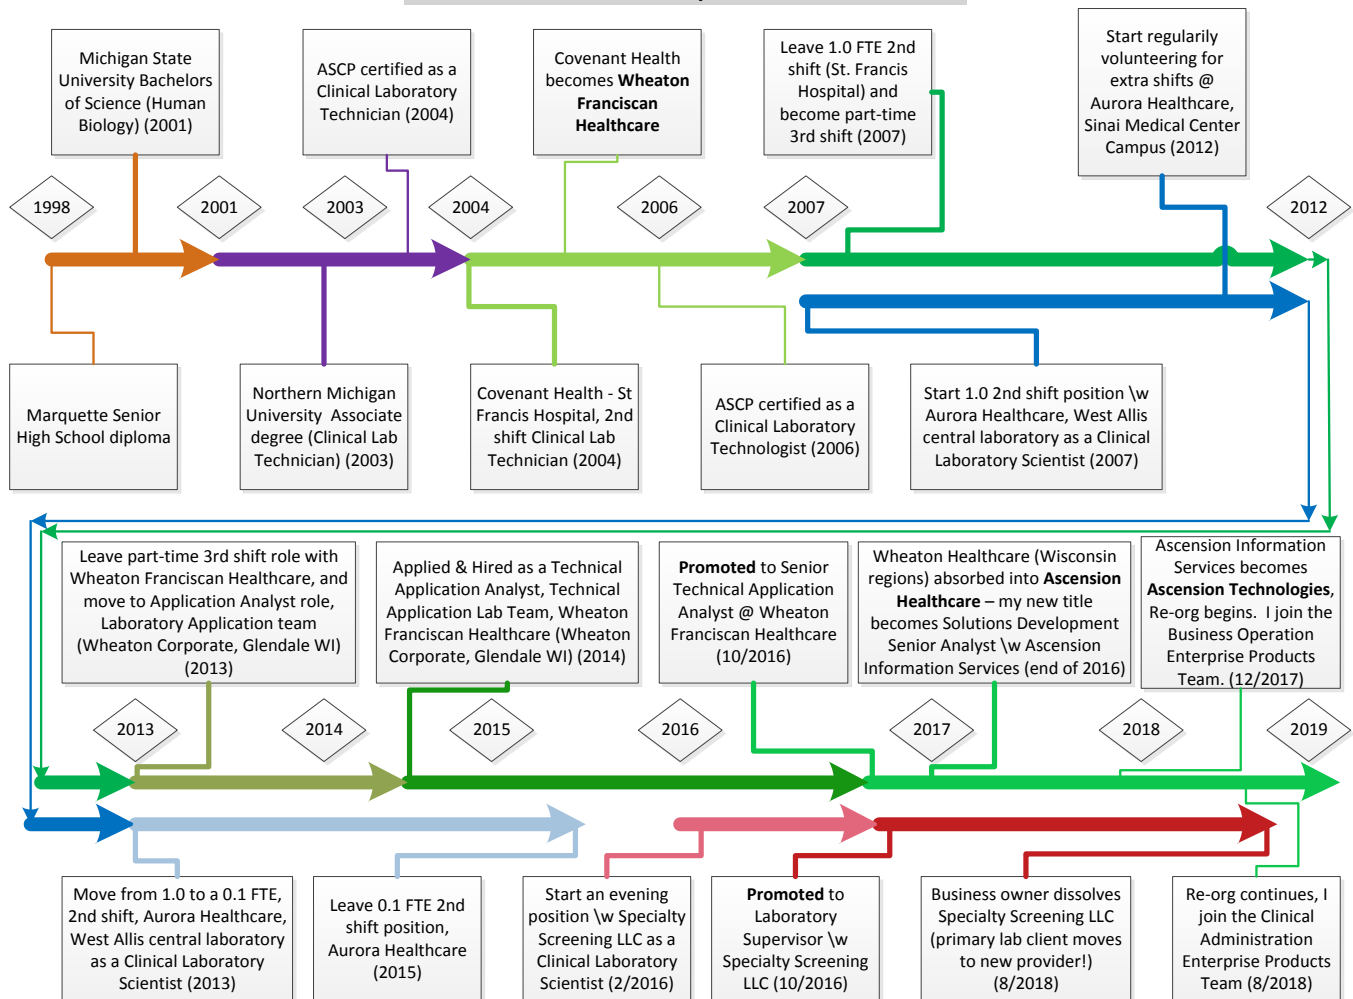 Michigan State
University Bachelors
of Science (Human
Biology) (2001)
ASCP certified as a
Clinical Laboratory
Technician (2004)
Covenant Health
becomes Wheaton
Franciscan
Healthcare
Leave 1.0 FTE 2nd
shift (St. Francis
Hospital) and
become part-time
3rd shift (2007)
Start regularily
volunteering for
extra shifts @
Aurora Healthcare,
Sinai Medical Center
Campus (2012)
1998
2001
2003
2004
2006
2007
2012
Marquette Senior
High School diploma
Northern Michigan
University Associate
degree (Clinical Lab
Technician) (2003)
Covenant Health - St
Francis Hospital, 2nd
shift Clinical Lab
Technician (2004)
ASCP certified as a
Clinical Laboratory
Technologist (2006)
Start 1.0 2nd shift position \w
Aurora Healthcare, West Allis
central laboratory as a Clinical
Laboratory Scientist (2007)
Leave part-time 3rd shift role with
Wheaton Franciscan Healthcare, and
move to Application Analyst role,
Laboratory Application team
(Wheaton Corporate, Glendale WI)
(2013)
Applied & Hired as a Technical
Application Analyst, Technical
Application Lab Team, Wheaton
Franciscan Healthcare (Wheaton
Corporate, Glendale WI) (2014)
Promoted to Senior
Technical Application
Analyst @ Wheaton
Franciscan Healthcare
(10/2016)
Wheaton Healthcare (Wisconsin
regions) absorbed into Ascension
Healthcare – my new title
becomes Solutions Development
Senior Analyst \w Ascension
Information Services (end of 2016)
Ascension Information
Services becomes
Ascension Technologies,
Re-org begins. I join the
Business Operation
Enterprise Products
Team. (12/2017)
2013
2014
2015
2016
2017
2018
2019
Move from 1.0 to a 0.1 FTE,
2nd shift, Aurora Healthcare,
West Allis central laboratory
as a Clinical Laboratory
Scientist (2013)
Leave 0.1 FTE 2nd
shift position,
Aurora Healthcare
(2015)
Start an evening
position \w Specialty
Screening LLC as a
Clinical Laboratory
Scientist (2/2016)
Promoted to
Laboratory
Supervisor \w
Specialty Screening
LLC (10/2016)
Business owner dissolves
Specialty Screening LLC
(primary lab client moves
to new provider!)
(8/2018)
Re-org continues, I
join the Clinical
Administration
Enterprise Products
Team (8/2018)